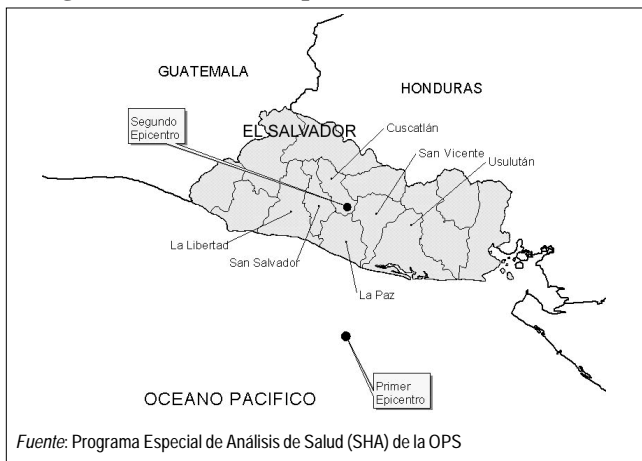 GUATEMALA
HONDURAS
Segundo
Epicentro
EL SALVADOR
Cuscatlán
San Vicente
Usulután
La Libertad
San Salvador
La Paz
OCEANO PACIFICO
Primer
Epicentro
Fuente: Programa Especial de Análisis de Salud (SHA) de la OPS